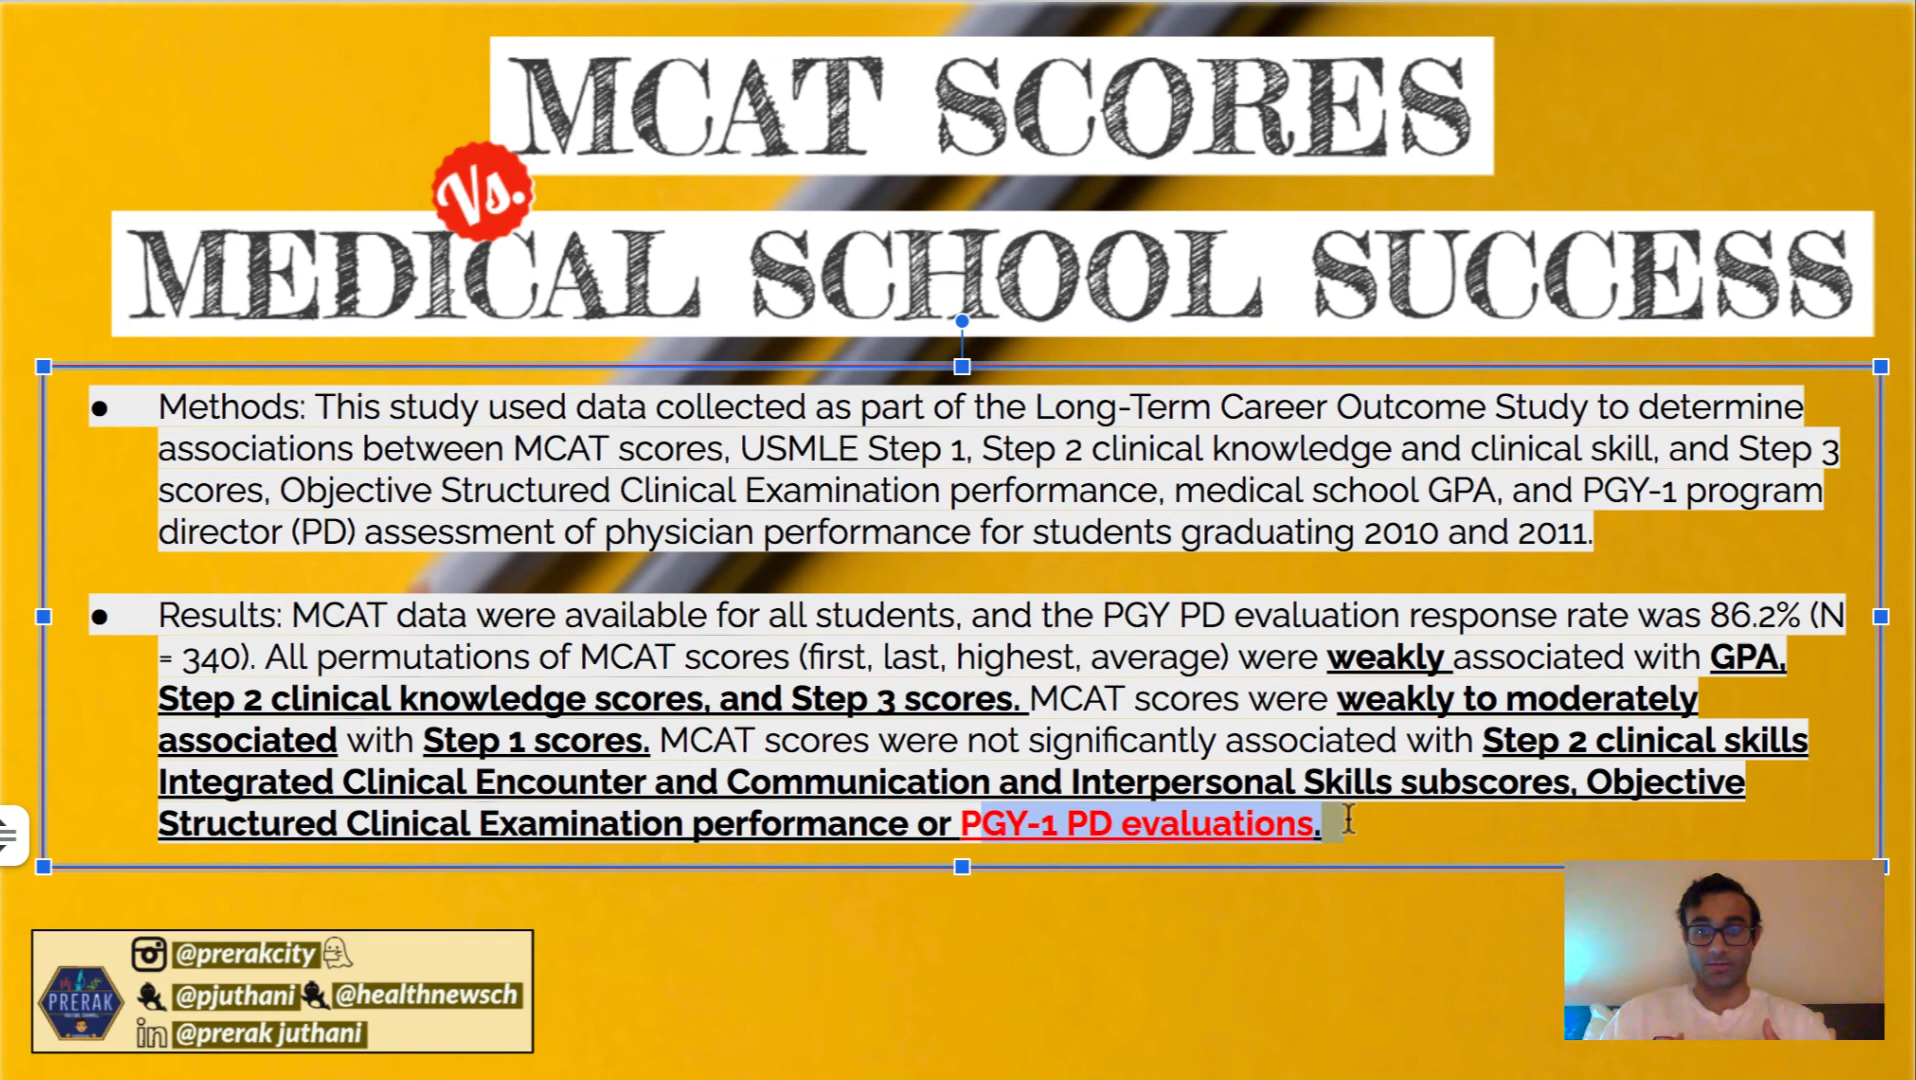 MCAT SCORES
Vs.
MEDICAL SCHOOL SUCCESS
● Methods: This study used data collected as part of the Long-Term Career Outcome Study to determine
associations between MCAT scores, USMLE Step 1, Step 2 clinical knowledge and clinical skill, and Step 3
scores, Objective Structured Clinical Examination performance, medical school GPA, and PGY-1 program
director (PD) assessment of physician performance for students graduating 2010 and 2011.
● Results: MCAT data were available for all students, and the PGY PD evaluation response rate was 86.2% (N
= 340). All permutations of MCAT scores (first, last, highest, average) were weakly associated with GPA,
Step 2 clinical knowledge scores, and Step 3 scores. MCAT scores were weakly to moderately
associated with Step 1 scores. MCAT scores were not significantly associated with Step 2 clinical skills
Integrated Clinical Encounter and Communication and Interpersonal Skills subscores, Objective
Structured Clinical Examination performance or PGY-1 PD evaluations.
@prerakcity
@pjuthani @healthnewsch
in @prerak juthani
PRERAK